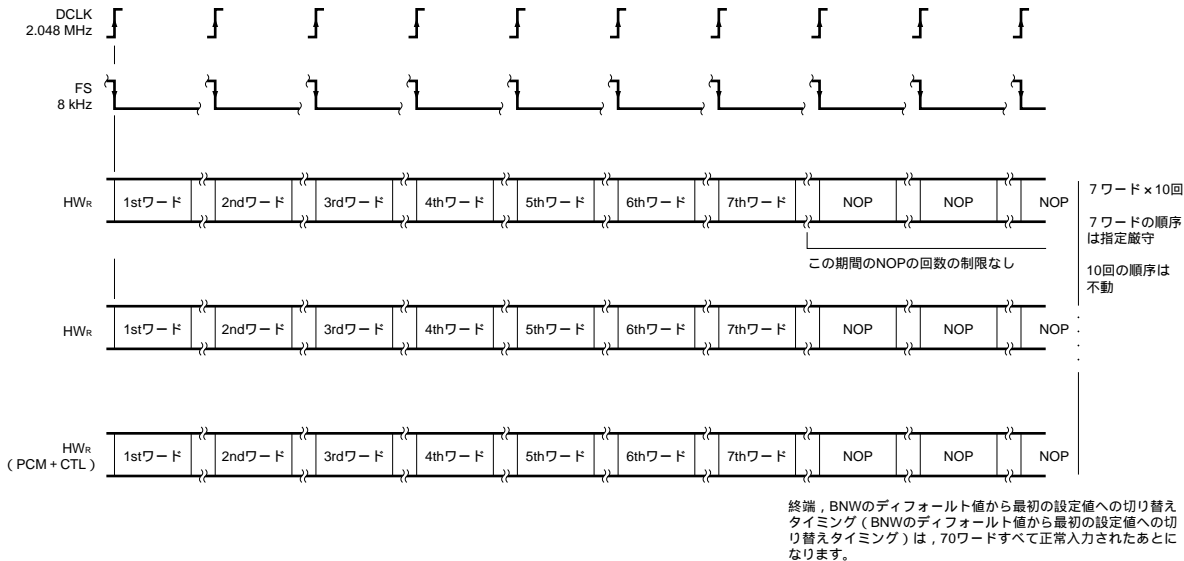 DCLK
2.048 MHz
FS
8 kHz
HWR 1stワード 2ndワード 3rdワード 4thワード 5thワード 6thワード 7thワード NOP NOP NOP
7ワード×10回
7ワードの順序
は指定厳守
この期間のNOPの回数の制限なし
10回の順序は
不動
HWR 1stワード 2ndワード 3rdワード 4thワード 5thワード 6thワード 7thワード NOP NOP NOP
HWR
(PCM+CTL) 1stワード 2ndワード 3rdワード 4thワード 5thワード 6thワード 7thワード NOP NOP NOP
終端,BNWのディフォールト値から最初の設定値への切り替え
タイミング(BNWのディフォールト値から最初の設定値への切
り替えタイミング)は,70ワードすべて正常入力されたあとに
なります。